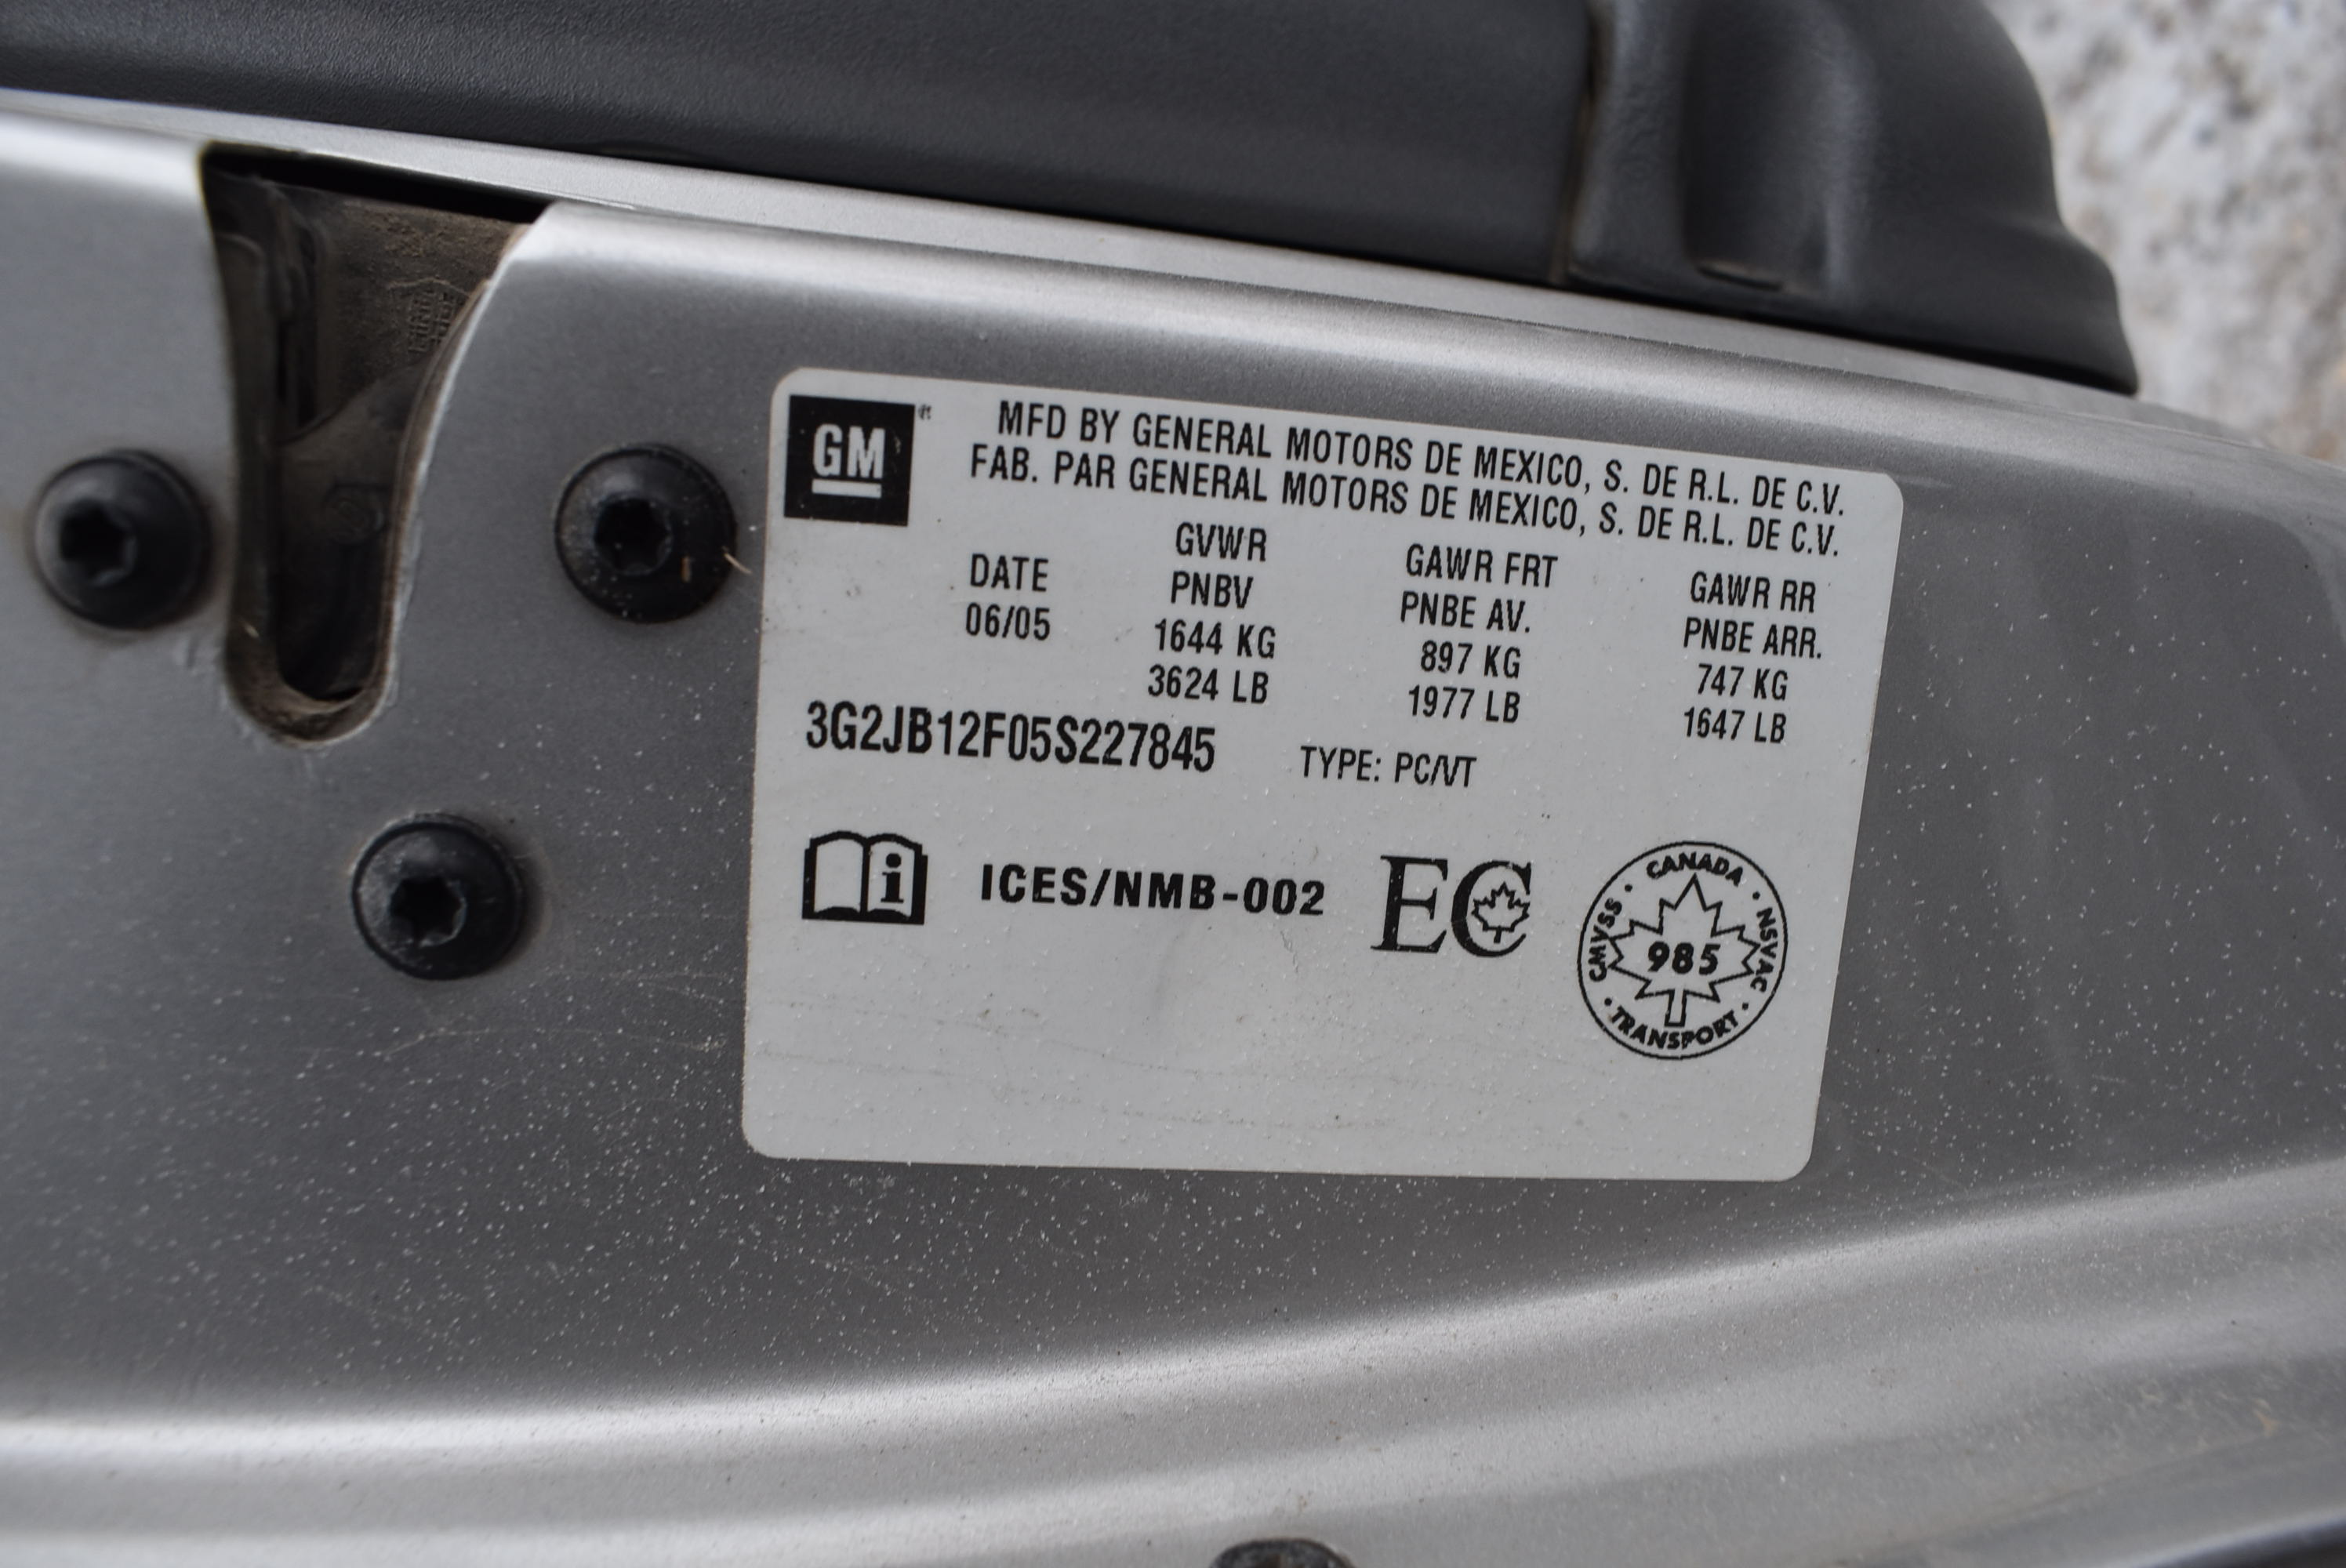 GM
MFD BY GENERAL MOTORS DE MEXICO, S. DE R.L. DE C.V.
FAB. PAR GENERAL MOTORS DE MEXICO, S. DE R.L. DE C.V.
DATE
06/05
GVWR
PNBV
1644 KG
3624 LB
GAWR FRT
PNBE AV.
897 KG
1977 LB
GAWR RR
PNBE ARR.
747 KG
1647 LB
3G2JB12F05S227845 TYPE: PC/VT
i ICES/NMB-002 EC
CANADA
CMVSS 985 NSVAC
TRANSPORT